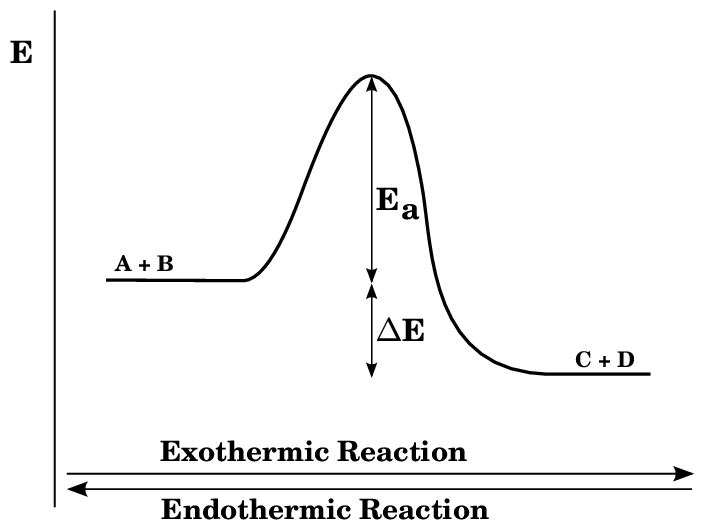 E
Ea
A + B
ΔE
C + D
Exothermic Reaction
Endothermic Reaction